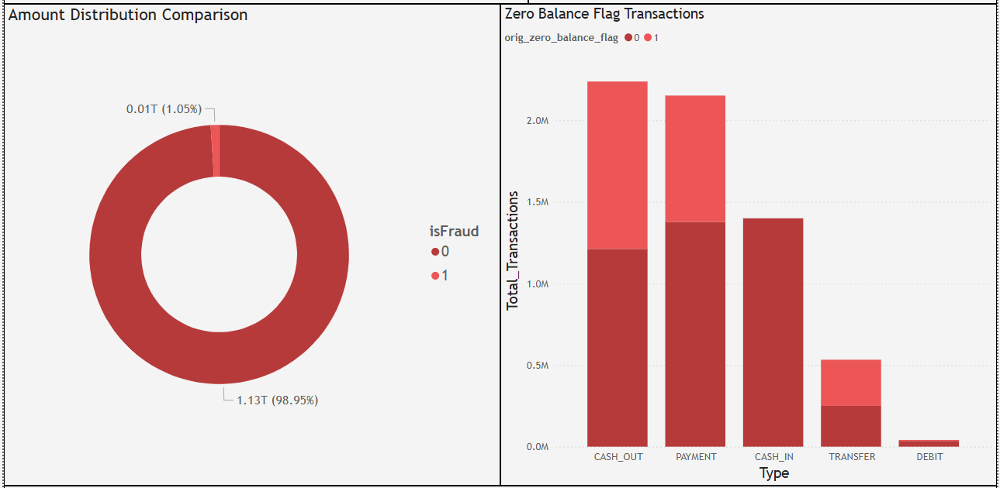 Amount Distribution Comparison
0.01T (1.05%)
1.13T (98.95%)
isFraud
0
1
Zero Balance Flag Transactions
orig_zero_balance_flag 0 1
Total_Transactions
2.0M
1.5M
1.0M
0.5M
0.0M
CASH_OUT PAYMENT CASH_IN TRANSFER DEBIT
Type